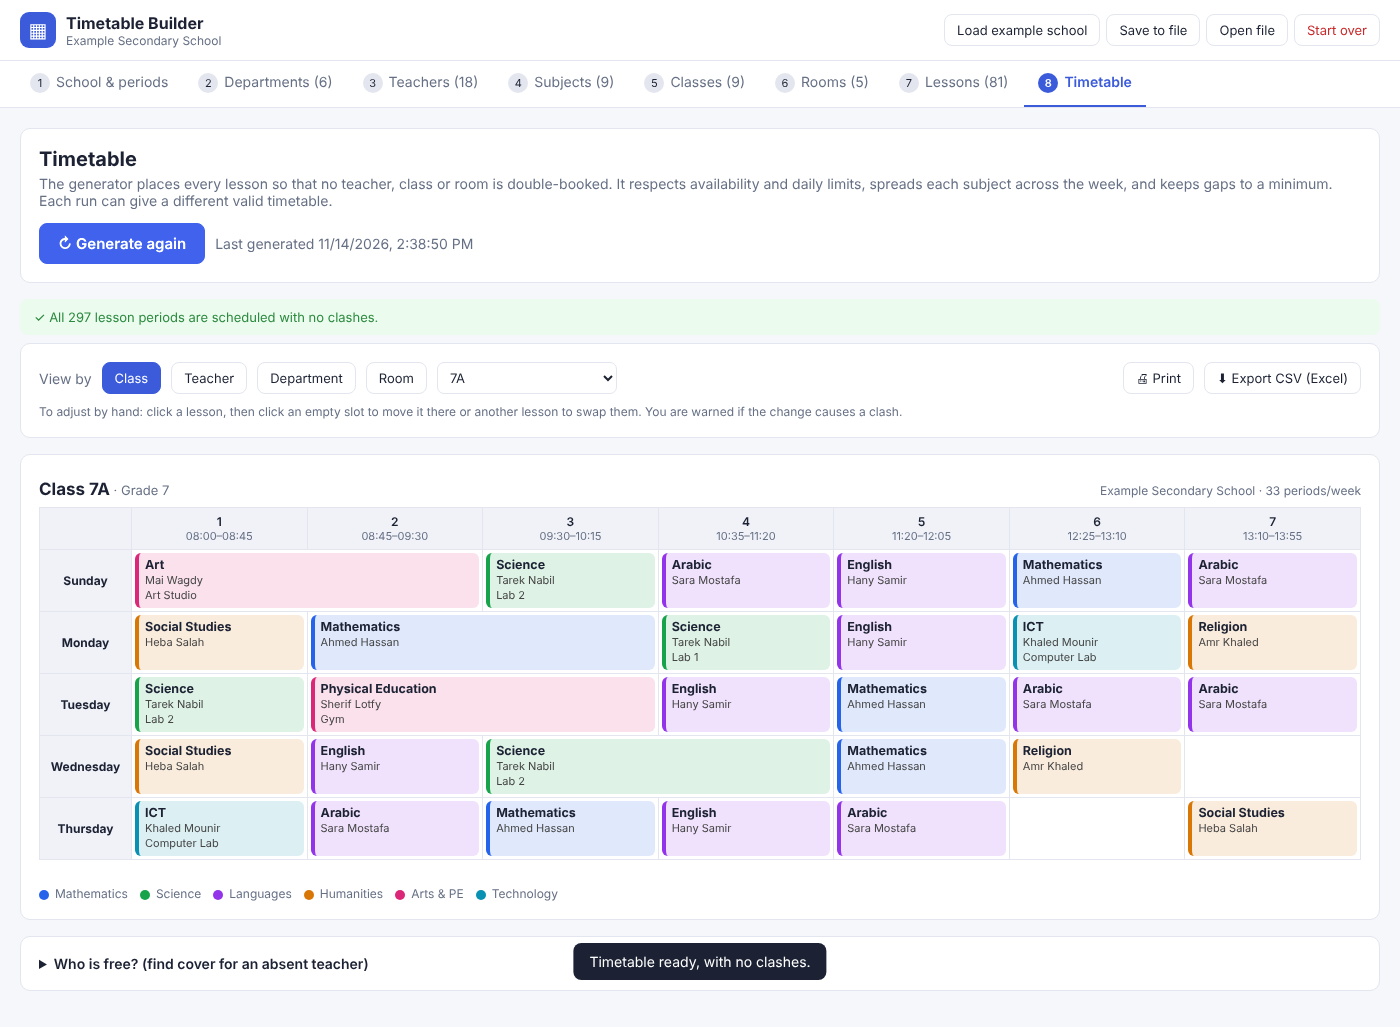 Timetable Builder
Example Secondary School
Load example school
Save to file
Open file
Start over
1 School & periods
2 Departments (6)
3 Teachers (18)
4 Subjects (9)
5 Classes (9)
6 Rooms (5)
7 Lessons (81)
8 Timetable
Timetable
The generator places every lesson so that no teacher, class or room is double-booked. It respects availability and daily limits, spreads each subject across the week, and keeps gaps to a minimum.
Each run can give a different valid timetable.
↻ Generate again
Last generated 11/14/2026, 2:38:50 PM
✓ All 297 lesson periods are scheduled with no clashes.
View by
Class
Teacher
Department
Room
7A
🖨 Print
⬇ Export CSV (Excel)
To adjust by hand: click a lesson, then click an empty slot to move it there or another lesson to swap them. You are warned if the change causes a clash.
Class 7A · Grade 7
Example Secondary School · 33 periods/week
1
08:00–08:45
2
08:45–09:30
3
09:30–10:15
4
10:35–11:20
5
11:20–12:05
6
12:25–13:10
7
13:10–13:55
Sunday
Art
Mai Wagdy
Art Studio
Science
Tarek Nabil
Lab 2
Arabic
Sara Mostafa
English
Hany Samir
Mathematics
Ahmed Hassan
Arabic
Sara Mostafa
Monday
Social Studies
Heba Salah
Mathematics
Ahmed Hassan
Science
Tarek Nabil
Lab 1
English
Hany Samir
ICT
Khaled Mounir
Computer Lab
Religion
Amr Khaled
Tuesday
Science
Tarek Nabil
Lab 2
Physical Education
Sherif Lotfy
Gym
English
Hany Samir
Mathematics
Ahmed Hassan
Arabic
Sara Mostafa
Arabic
Sara Mostafa
Wednesday
Social Studies
Heba Salah
English
Hany Samir
Science
Tarek Nabil
Lab 2
Mathematics
Ahmed Hassan
Religion
Amr Khaled
Thursday
ICT
Khaled Mounir
Computer Lab
Arabic
Sara Mostafa
Mathematics
Ahmed Hassan
English
Hany Samir
Arabic
Sara Mostafa
Social Studies
Heba Salah
Mathematics
Science
Languages
Humanities
Arts & PE
Technology
Who is free? (find cover for an absent teacher)
Timetable ready, with no clashes.